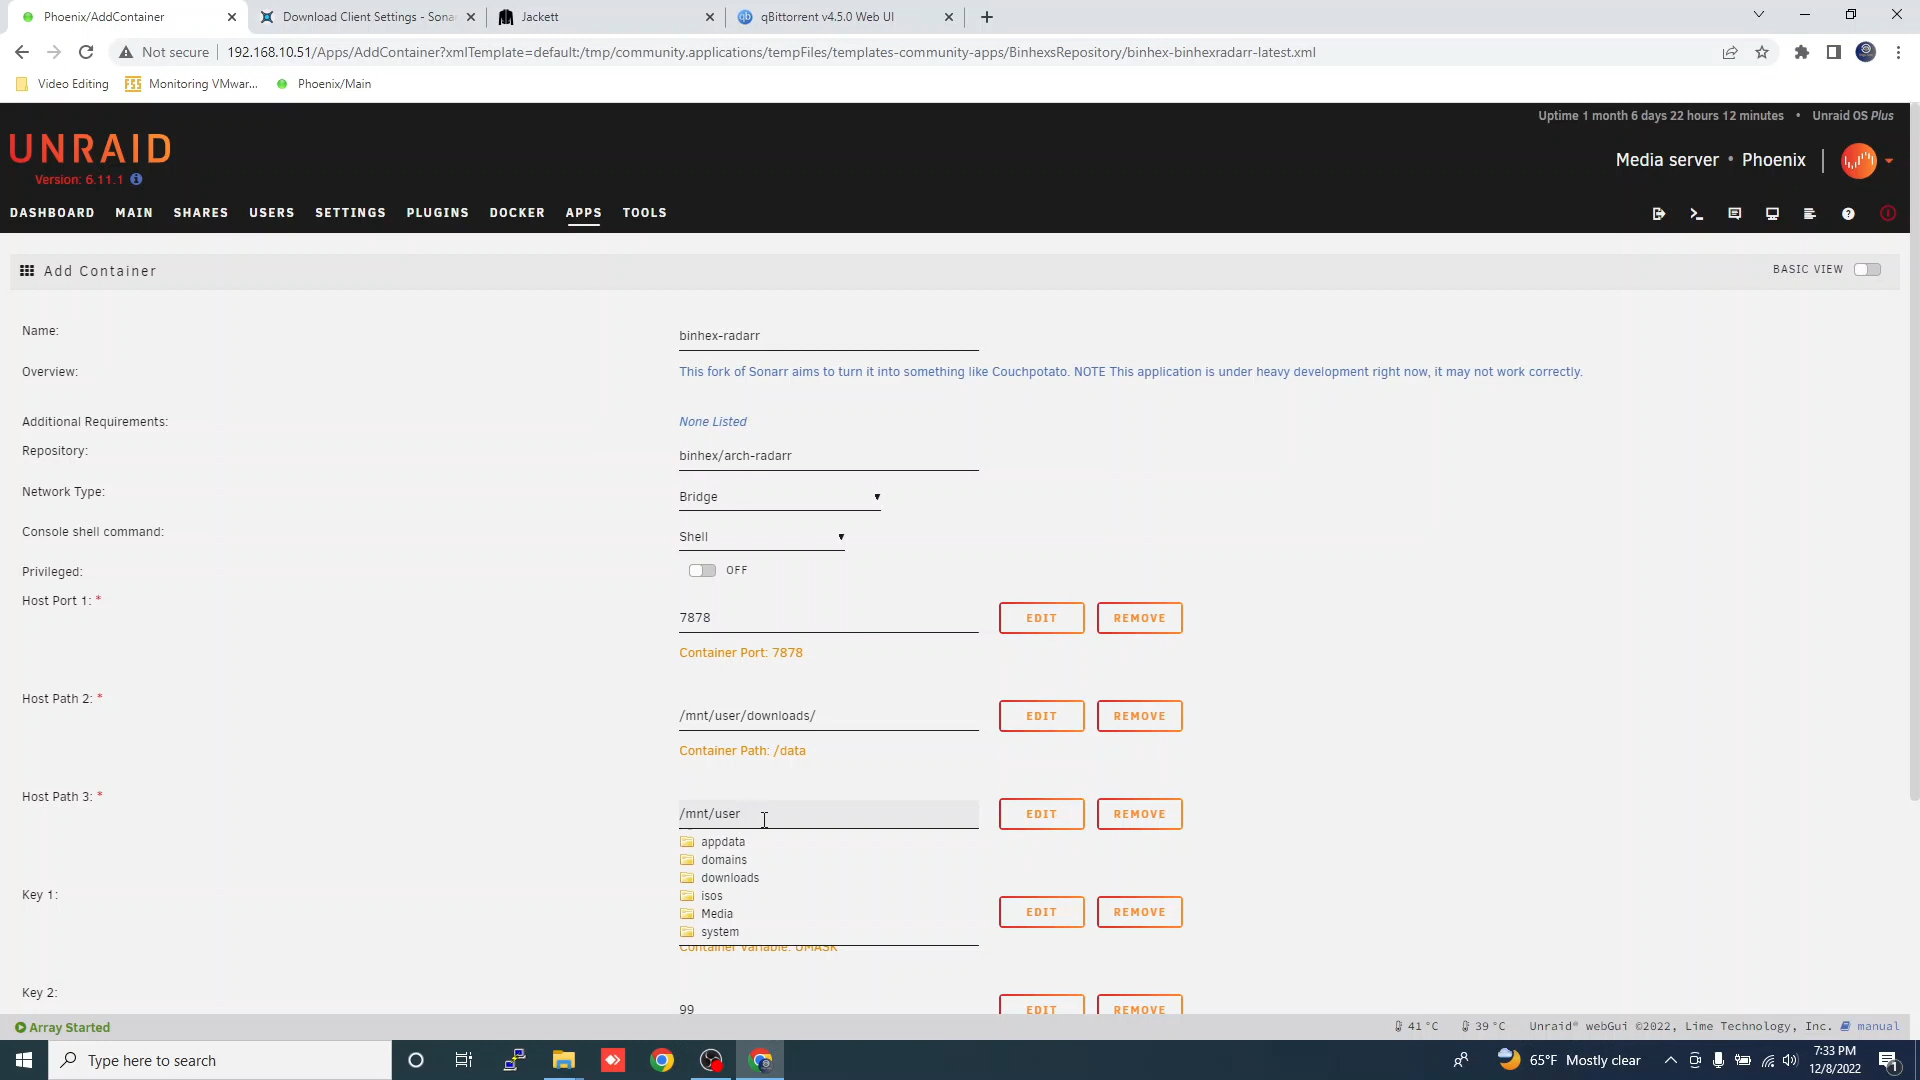 Phoenix/AddContainer
Download Client Settings - Sona
Jackett
qBittorrent v4.5.0 Web UI
Not secure
192.168.10.51/Apps/AddContainer?xmlTemplate=default:/tmp/community.applications/tempFiles/templates-community-apps/BinhexsRepository/binhex-binhexradarr-latest.xml
Video Editing
Monitoring VMwar...
Phoenix/Main
Uptime 1 month 6 days 22 hours 12 minutes • Unraid OS Plus
UNRAID
Version: 6.11.1
Media server • Phoenix
DASHBOARD MAIN SHARES USERS SETTINGS PLUGINS DOCKER APPS TOOLS
Add Container
BASIC VIEW
Name:
binhex-radarr
Overview:
This fork of Sonarr aims to turn it into something like Couchpotato. NOTE This application is under heavy development right now, it may not work correctly.
Additional Requirements:
None Listed
Repository:
binhex/arch-radarr
Network Type:
Bridge
Console shell command:
Shell
Privileged:
OFF
Host Port 1: *
7878
EDIT
REMOVE
Container Port: 7878
Host Path 2: *
/mnt/user/downloads/
EDIT
REMOVE
Container Path: /data
Host Path 3: *
/mnt/user
EDIT
REMOVE
appdata
domains
downloads
isos
Media
system
Key 1:
EDIT
REMOVE
Container Variable: UMASK
Key 2:
99
EDIT
REMOVE
Array Started
41 °C
39 °C
Unraid® webGui ©2022, Lime Technology, Inc.
manual
Type here to search
65°F Mostly clear
7:33 PM
12/8/2022
1